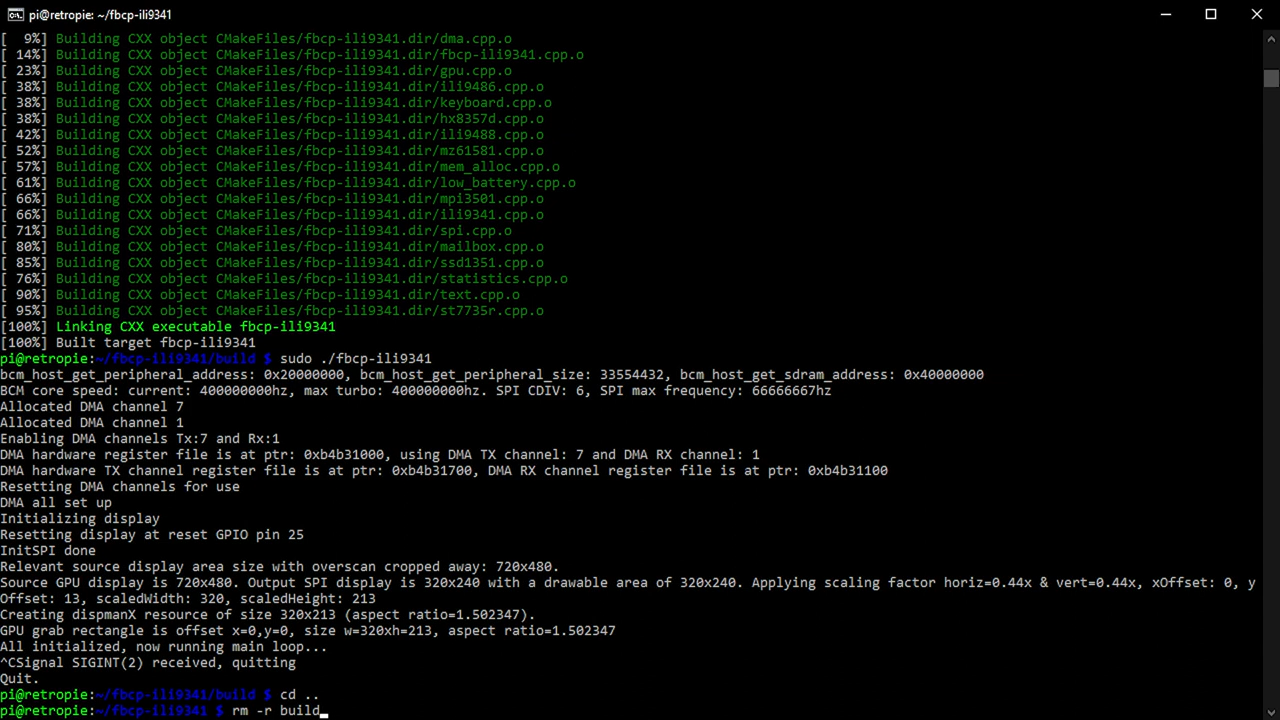 pi@retropie: ~/fbcp-ili9341
[  9%] Building CXX object CMakeFiles/fbcp-ili9341.dir/dma.cpp.o
[ 14%] Building CXX object CMakeFiles/fbcp-ili9341.dir/fbcp-ili9341.cpp.o
[ 23%] Building CXX object CMakeFiles/fbcp-ili9341.dir/gpu.cpp.o
[ 38%] Building CXX object CMakeFiles/fbcp-ili9341.dir/ili9486.cpp.o
[ 38%] Building CXX object CMakeFiles/fbcp-ili9341.dir/keyboard.cpp.o
[ 38%] Building CXX object CMakeFiles/fbcp-ili9341.dir/hx8357d.cpp.o
[ 42%] Building CXX object CMakeFiles/fbcp-ili9341.dir/ili9488.cpp.o
[ 52%] Building CXX object CMakeFiles/fbcp-ili9341.dir/mz61581.cpp.o
[ 57%] Building CXX object CMakeFiles/fbcp-ili9341.dir/mem_alloc.cpp.o
[ 61%] Building CXX object CMakeFiles/fbcp-ili9341.dir/low_battery.cpp.o
[ 66%] Building CXX object CMakeFiles/fbcp-ili9341.dir/mpi3501.cpp.o
[ 66%] Building CXX object CMakeFiles/fbcp-ili9341.dir/ili9341.cpp.o
[ 71%] Building CXX object CMakeFiles/fbcp-ili9341.dir/spi.cpp.o
[ 80%] Building CXX object CMakeFiles/fbcp-ili9341.dir/mailbox.cpp.o
[ 85%] Building CXX object CMakeFiles/fbcp-ili9341.dir/ssd1351.cpp.o
[ 76%] Building CXX object CMakeFiles/fbcp-ili9341.dir/statistics.cpp.o
[ 90%] Building CXX object CMakeFiles/fbcp-ili9341.dir/text.cpp.o
[ 95%] Building CXX object CMakeFiles/fbcp-ili9341.dir/st7735r.cpp.o
[100%] Linking CXX executable fbcp-ili9341
[100%] Built target fbcp-ili9341
pi@retropie:~/fbcp-ili9341/build $ sudo ./fbcp-ili9341
bcm_host_get_peripheral_address: 0x20000000, bcm_host_get_peripheral_size: 33554432, bcm_host_get_sdram_address: 0x40000000
BCM core speed: current: 400000000hz, max turbo: 400000000hz. SPI CDIV: 6, SPI max frequency: 66666667hz
Allocated DMA channel 7
Allocated DMA channel 1
Enabling DMA channels Tx:7 and Rx:1
DMA hardware register file is at ptr: 0xb4b31000, using DMA TX channel: 7 and DMA RX channel: 1
DMA hardware TX channel register file is at ptr: 0xb4b31700, DMA RX channel register file is at ptr: 0xb4b31100
Resetting DMA channels for use
DMA all set up
Initializing display
Resetting display at reset GPIO pin 25
InitSPI done
Relevant source display area size with overscan cropped away: 720x480.
Source GPU display is 720x480. Output SPI display is 320x240 with a drawable area of 320x240. Applying scaling factor horiz=0.44x & vert=0.44x, xOffset: 0, y
Offset: 13, scaledWidth: 320, scaledHeight: 213
Creating dispmanX resource of size 320x213 (aspect ratio=1.502347).
GPU grab rectangle is offset x=0,y=0, size w=320xh=213, aspect ratio=1.502347
All initialized, now running main loop...
^CSignal SIGINT(2) received, quitting
Quit.
pi@retropie:~/fbcp-ili9341/build $ cd ..
pi@retropie:~/fbcp-ili9341 $ rm -r build